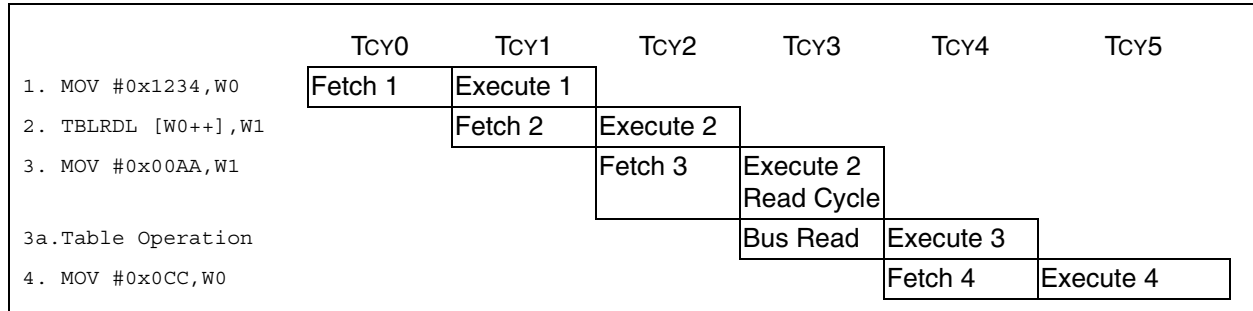 TCY0 TCY1 TCY2 TCY3 TCY4 TCY5
1. MOV #0x1234,W0 Fetch 1 Execute 1
2. TBLRDL [W0++],W1 Fetch 2 Execute 2
3. MOV #0x00AA,W1 Fetch 3 Execute 2
Read Cycle
3a.Table Operation Bus Read Execute 3
4. MOV #0x0CC,W0 Fetch 4 Execute 4